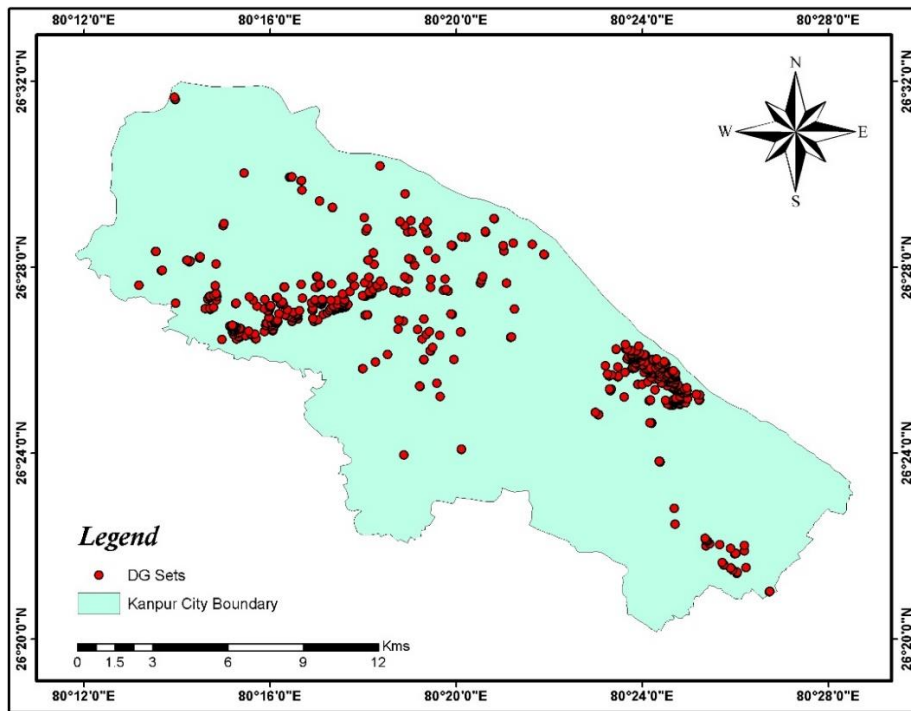 80°12'0"E 80°16'0"E 80°20'0"E 80°24'0"E 80°28'0"E
26°32'0"N 26°32'0"N
N
W E
S
26°28'0"N 26°28'0"N
26°24'0"N 26°24'0"N
Legend
DG Sets
Kanpur City Boundary
Kms
0 1.5 3 6 9 12
26°20'0"N 26°20'0"N
80°12'0"E 80°16'0"E 80°20'0"E 80°24'0"E 80°28'0"E